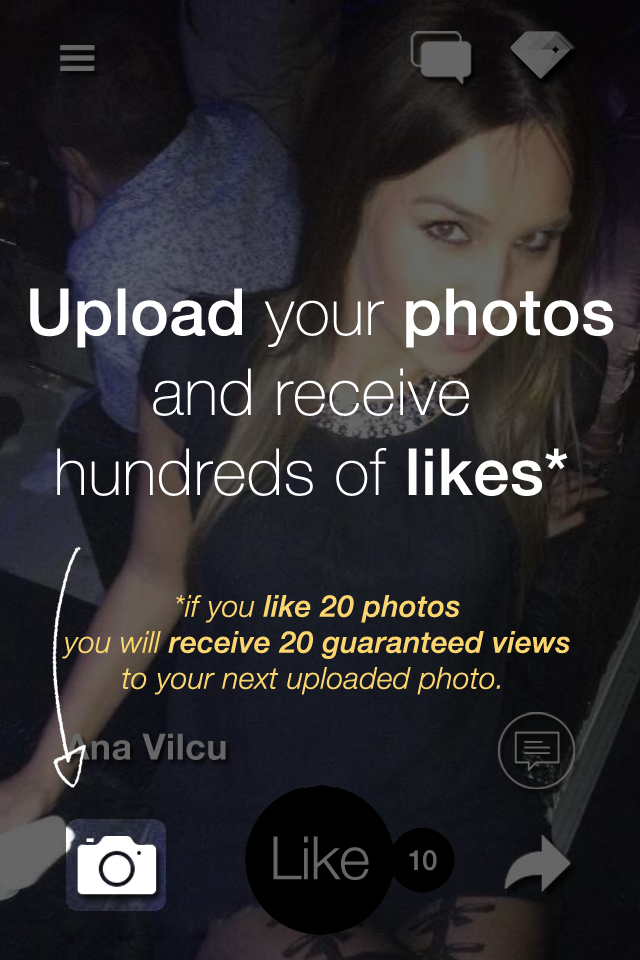 Upload your photos
and receive
hundreds of likes*
*if you like 20 photos
you will receive 20 guaranteed views
to your next uploaded photo.
Ana Vilcu
Like
10